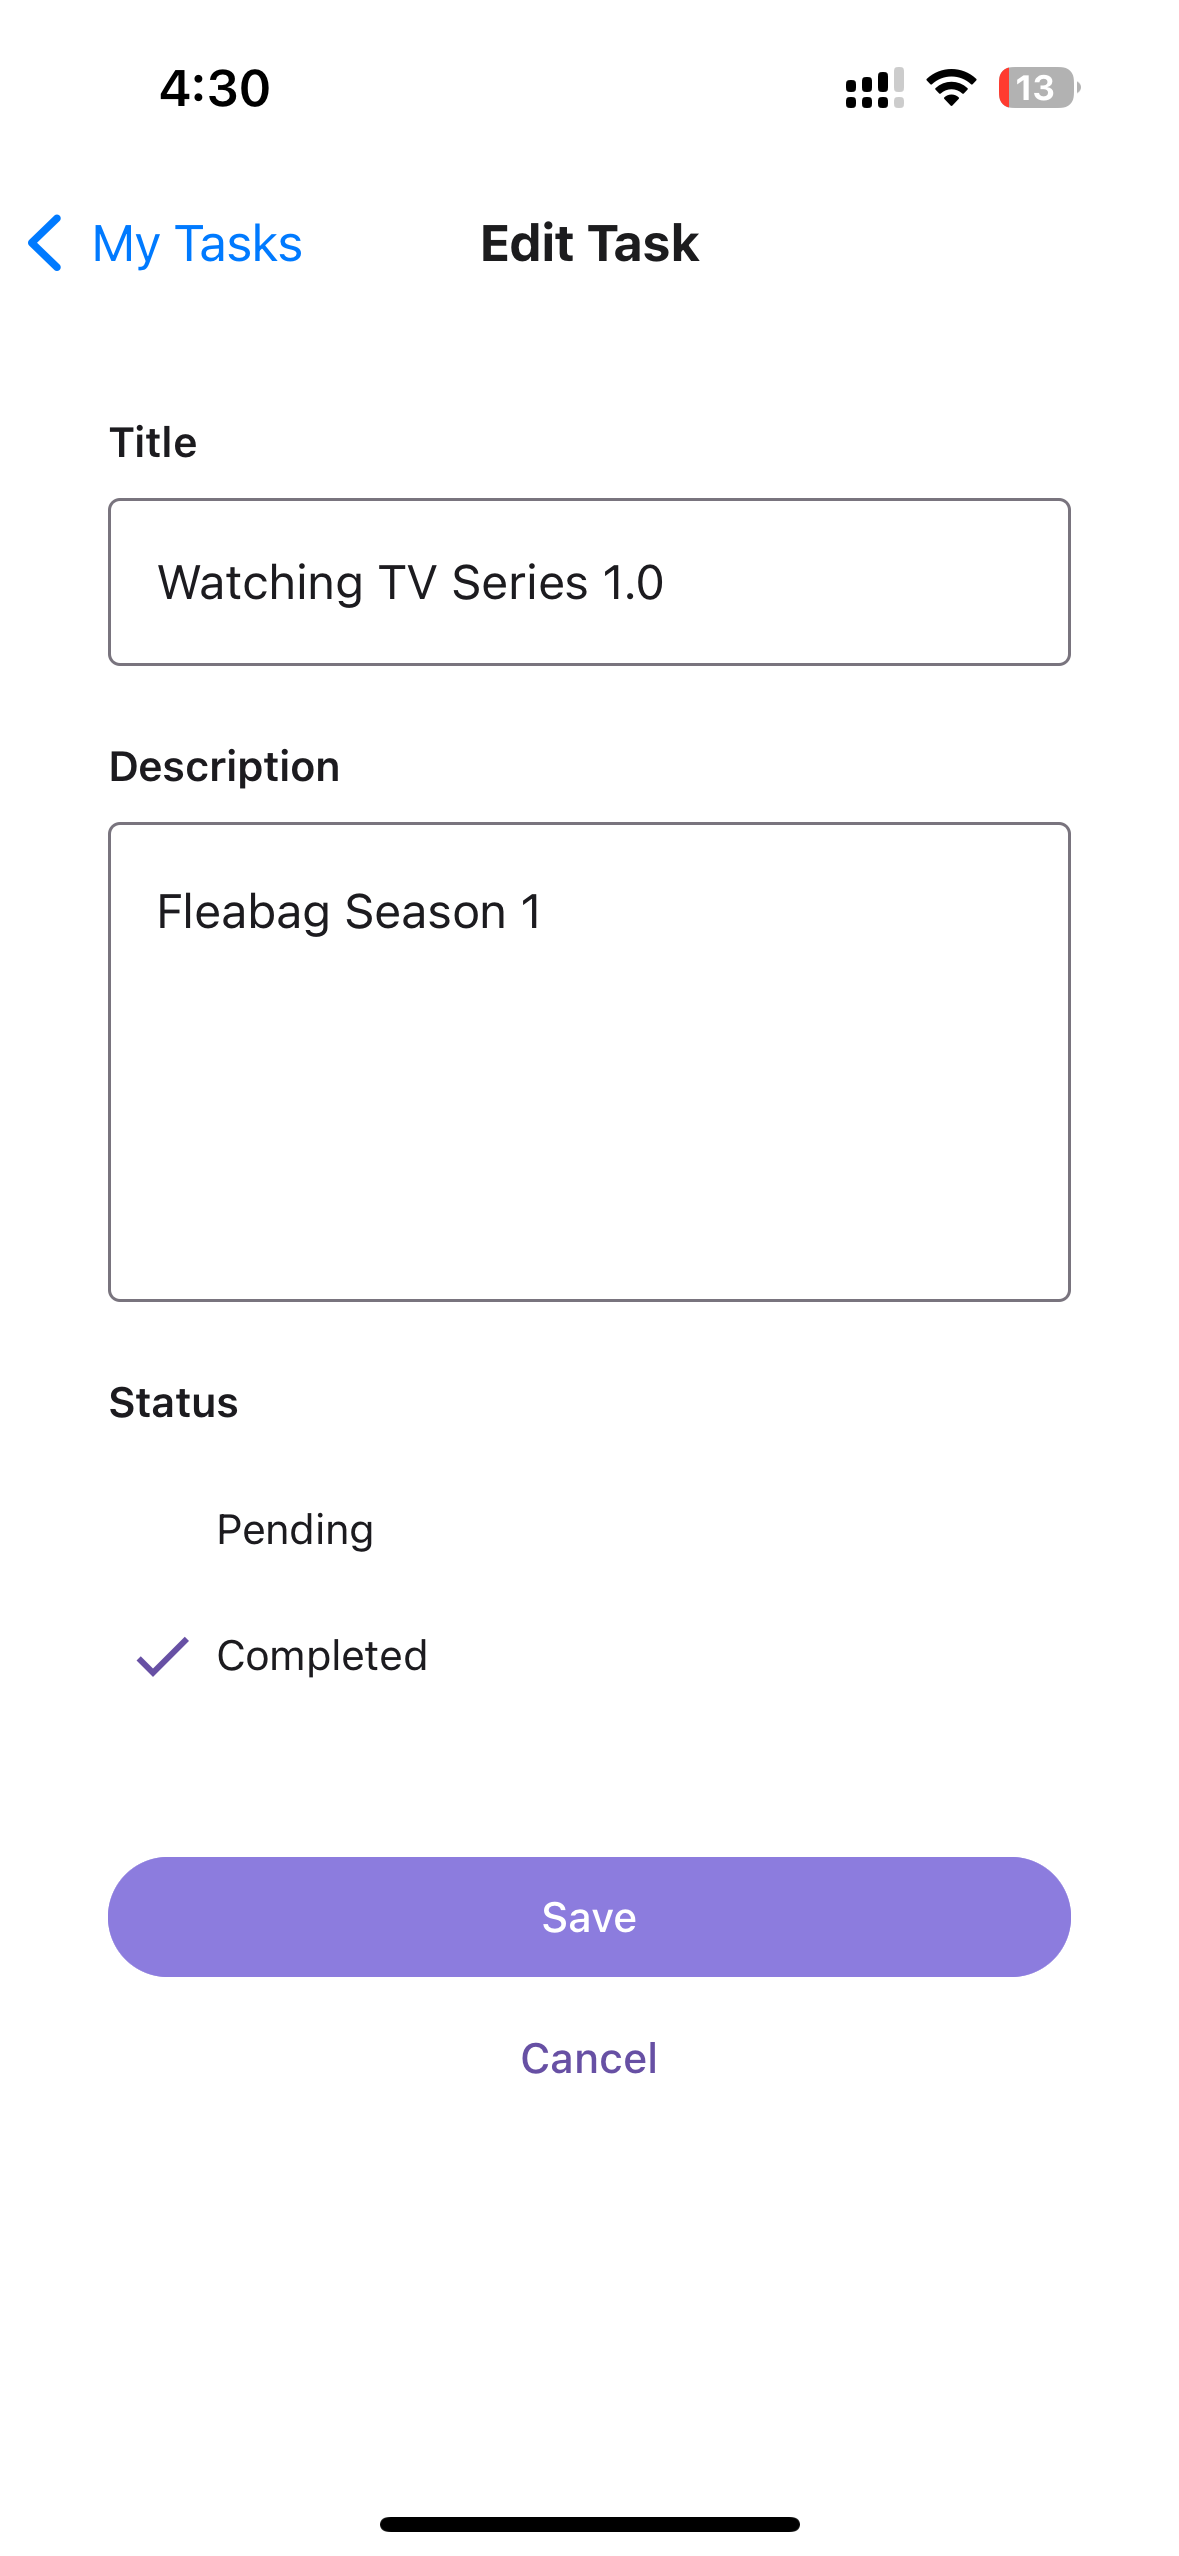 4:30
13
My Tasks
Edit Task
Title
Watching TV Series 1.0
Description
Fleabag Season 1
Status
Pending
Completed
Save
Cancel